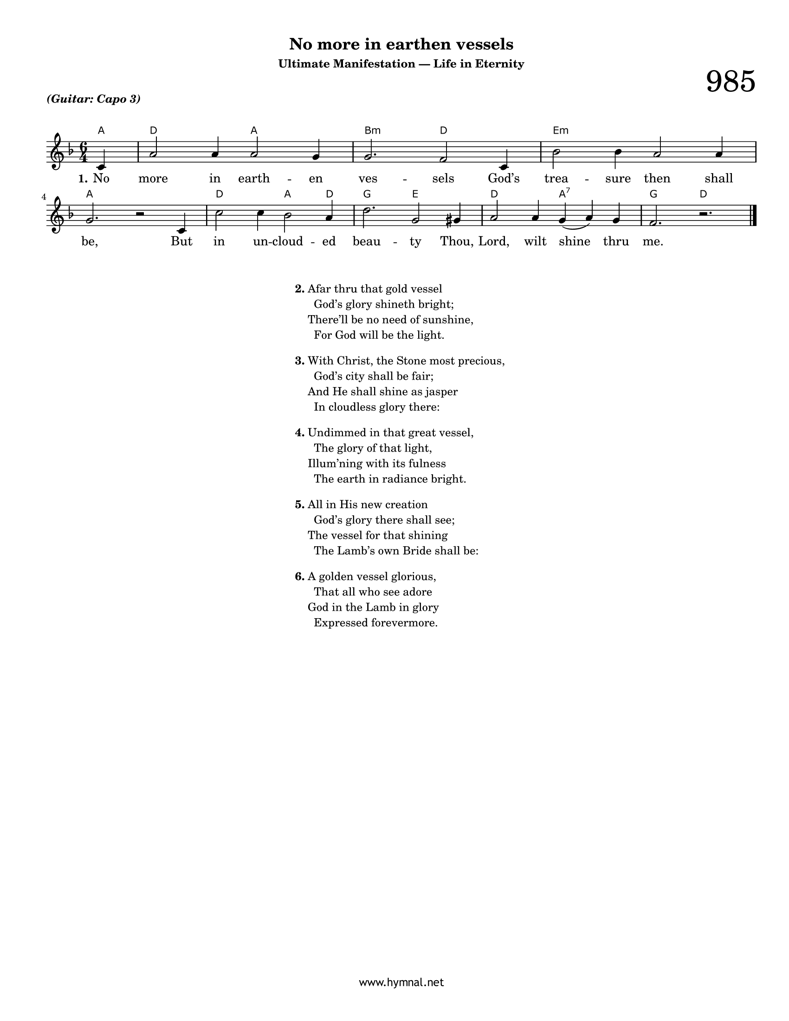 No more in earthen vessels
Ultimate Manifestation — Life in Eternity
985
(Guitar: Capo 3)
A D A Bm D Em
6
4
1. No more in earth - en ves - sels God's trea - sure then shall
4 A D A D G E D A7 G D
be, But in un-cloud - ed beau - ty Thou, Lord, wilt shine thru me.
2. Afar thru that gold vessel
God's glory shineth bright;
There'll be no need of sunshine,
For God will be the light.
3. With Christ, the Stone most precious,
God's city shall be fair;
And He shall shine as jasper
In cloudless glory there:
4. Undimmed in that great vessel,
The glory of that light,
Illum'ning with its fulness
The earth in radiance bright.
5. All in His new creation
God's glory there shall see;
The vessel for that shining
The Lamb's own Bride shall be:
6. A golden vessel glorious,
That all who see adore
God in the Lamb in glory
Expressed forevermore.
www.hymnal.net